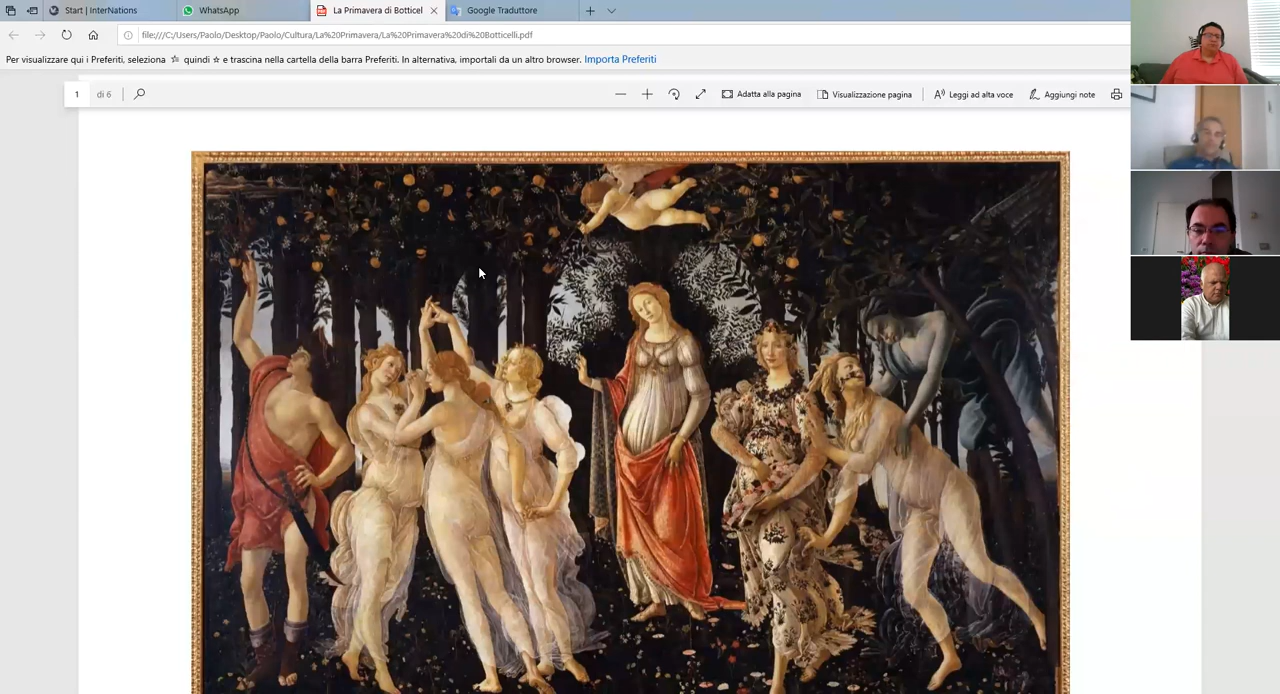 Start | InterNations
WhatsApp
La Primavera di Botticel
Google Traduttore
file:///C:/Users/Paolo/Desktop/Paolo/Cultura/La%20Primavera/La%20Primavera%20di%20Botticelli.pdf
Per visualizzare qui i Preferiti, seleziona quindi e trascina nella cartella della barra Preferiti. In alternativa, importali da un altro browser. Importa Preferiti
1 di 6 Adatta alla pagina Visualizzazione pagina Leggi ad alta voce Aggiungi note